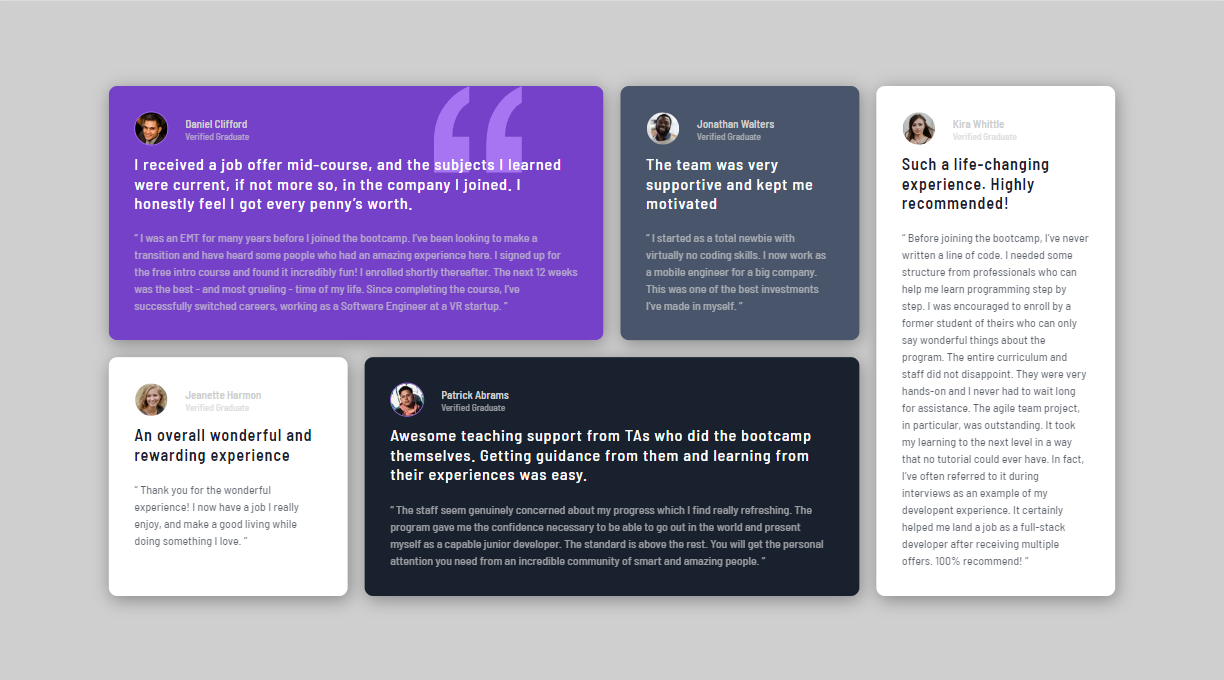 Daniel Clifford
Verified Graduate
I received a job offer mid-course, and the subjects I learned
were current, if not more so, in the company I joined. I
honestly feel I got every penny’s worth.
“ I was an EMT for many years before I joined the bootcamp. I’ve been looking to make a
transition and have heard some people who had an amazing experience here. I signed up for
the free intro course and found it incredibly fun! I enrolled shortly thereafter. The next 12 weeks
was the best - and most grueling - time of my life. Since completing the course, I’ve
successfully switched careers, working as a Software Engineer at a VR startup. ”
Jonathan Walters
Verified Graduate
The team was very
supportive and kept me
motivated
“ I started as a total newbie with
virtually no coding skills. I now work as
a mobile engineer for a big company.
This was one of the best investments
I’ve made in myself. ”
Kira Whittle
Verified Graduate
Such a life-changing
experience. Highly
recommended!
“ Before joining the bootcamp, I’ve never
written a line of code. I needed some
structure from professionals who can
help me learn programming step by
step. I was encouraged to enroll by a
former student of theirs who can only
say wonderful things about the
program. The entire curriculum and
staff did not disappoint. They were very
hands-on and I never had to wait long
for assistance. The agile team project,
in particular, was outstanding. It took
my learning to the next level in a way
that no tutorial could ever have. In fact,
I’ve often referred to it during
interviews as an example of my
developent experience. It certainly
helped me land a job as a full-stack
developer after receiving multiple
offers. 100% recommend! ”
Jeanette Harmon
Verified Graduate
An overall wonderful and
rewarding experience
“ Thank you for the wonderful
experience! I now have a job I really
enjoy, and make a good living while
doing something I love. ”
Patrick Abrams
Verified Graduate
Awesome teaching support from TAs who did the bootcamp
themselves. Getting guidance from them and learning from
their experiences was easy.
“ The staff seem genuinely concerned about my progress which I find really refreshing. The
program gave me the confidence necessary to be able to go out in the world and present
myself as a capable junior developer. The standard is above the rest. You will get the personal
attention you need from an incredible community of smart and amazing people. ”